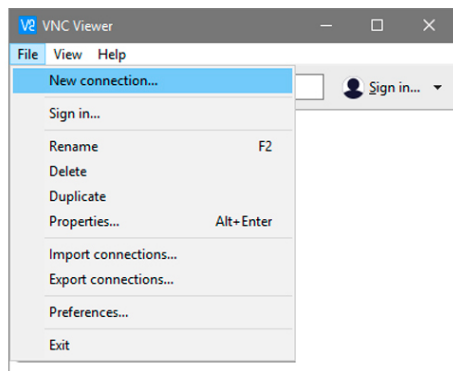 VNC Viewer
File View Help
New connection...
Sign in...
Sign in...
Rename F2
Delete
Duplicate
Properties... Alt+Enter
Import connections...
Export connections...
Preferences...
Exit